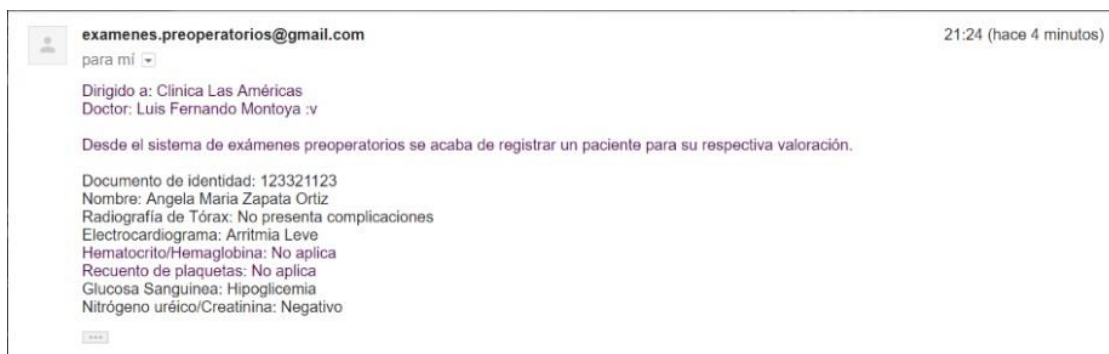 examenes.preoperatorios@gmail.com
21:24 (hace 4 minutos)
para mí
Dirigido a: Clinica Las Américas
Doctor: Luis Fernando Montoya :v
Desde el sistema de exámenes preoperatorios se acaba de registrar un paciente para su respectiva valoración.
Documento de identidad: 123321123
Nombre: Angela Maria Zapata Ortiz
Radiografía de Tórax: No presenta complicaciones
Electrocardiograma: Arritmia Leve
Hematocrito/Hemaglobina: No aplica
Recuento de plaquetas: No aplica
Glucosa Sanguinea: Hipoglicemia
Nitrógeno uréico/Creatinina: Negativo